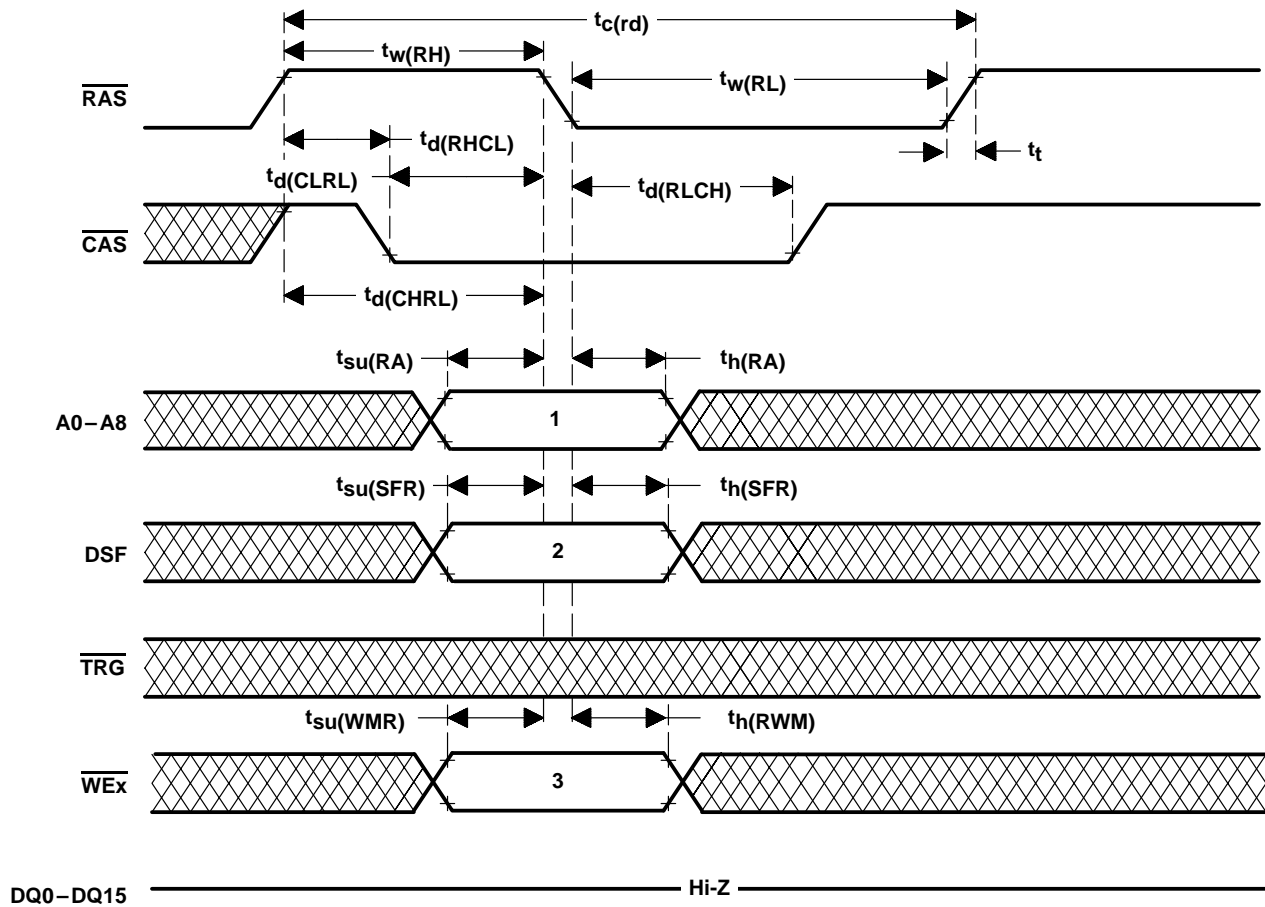 tc(rd)
tw(RH)
RAS
tw(RL)
td(RHCL)
tt
td(CLRL)
td(RLCH)
CAS
td(CHRL)
tsu(RA)
th(RA)
A0–A8
1
tsu(SFR)
th(SFR)
DSF
2
TRG
tsu(WMR)
th(RWM)
WEx
3
DQ0–DQ15
Hi-Z